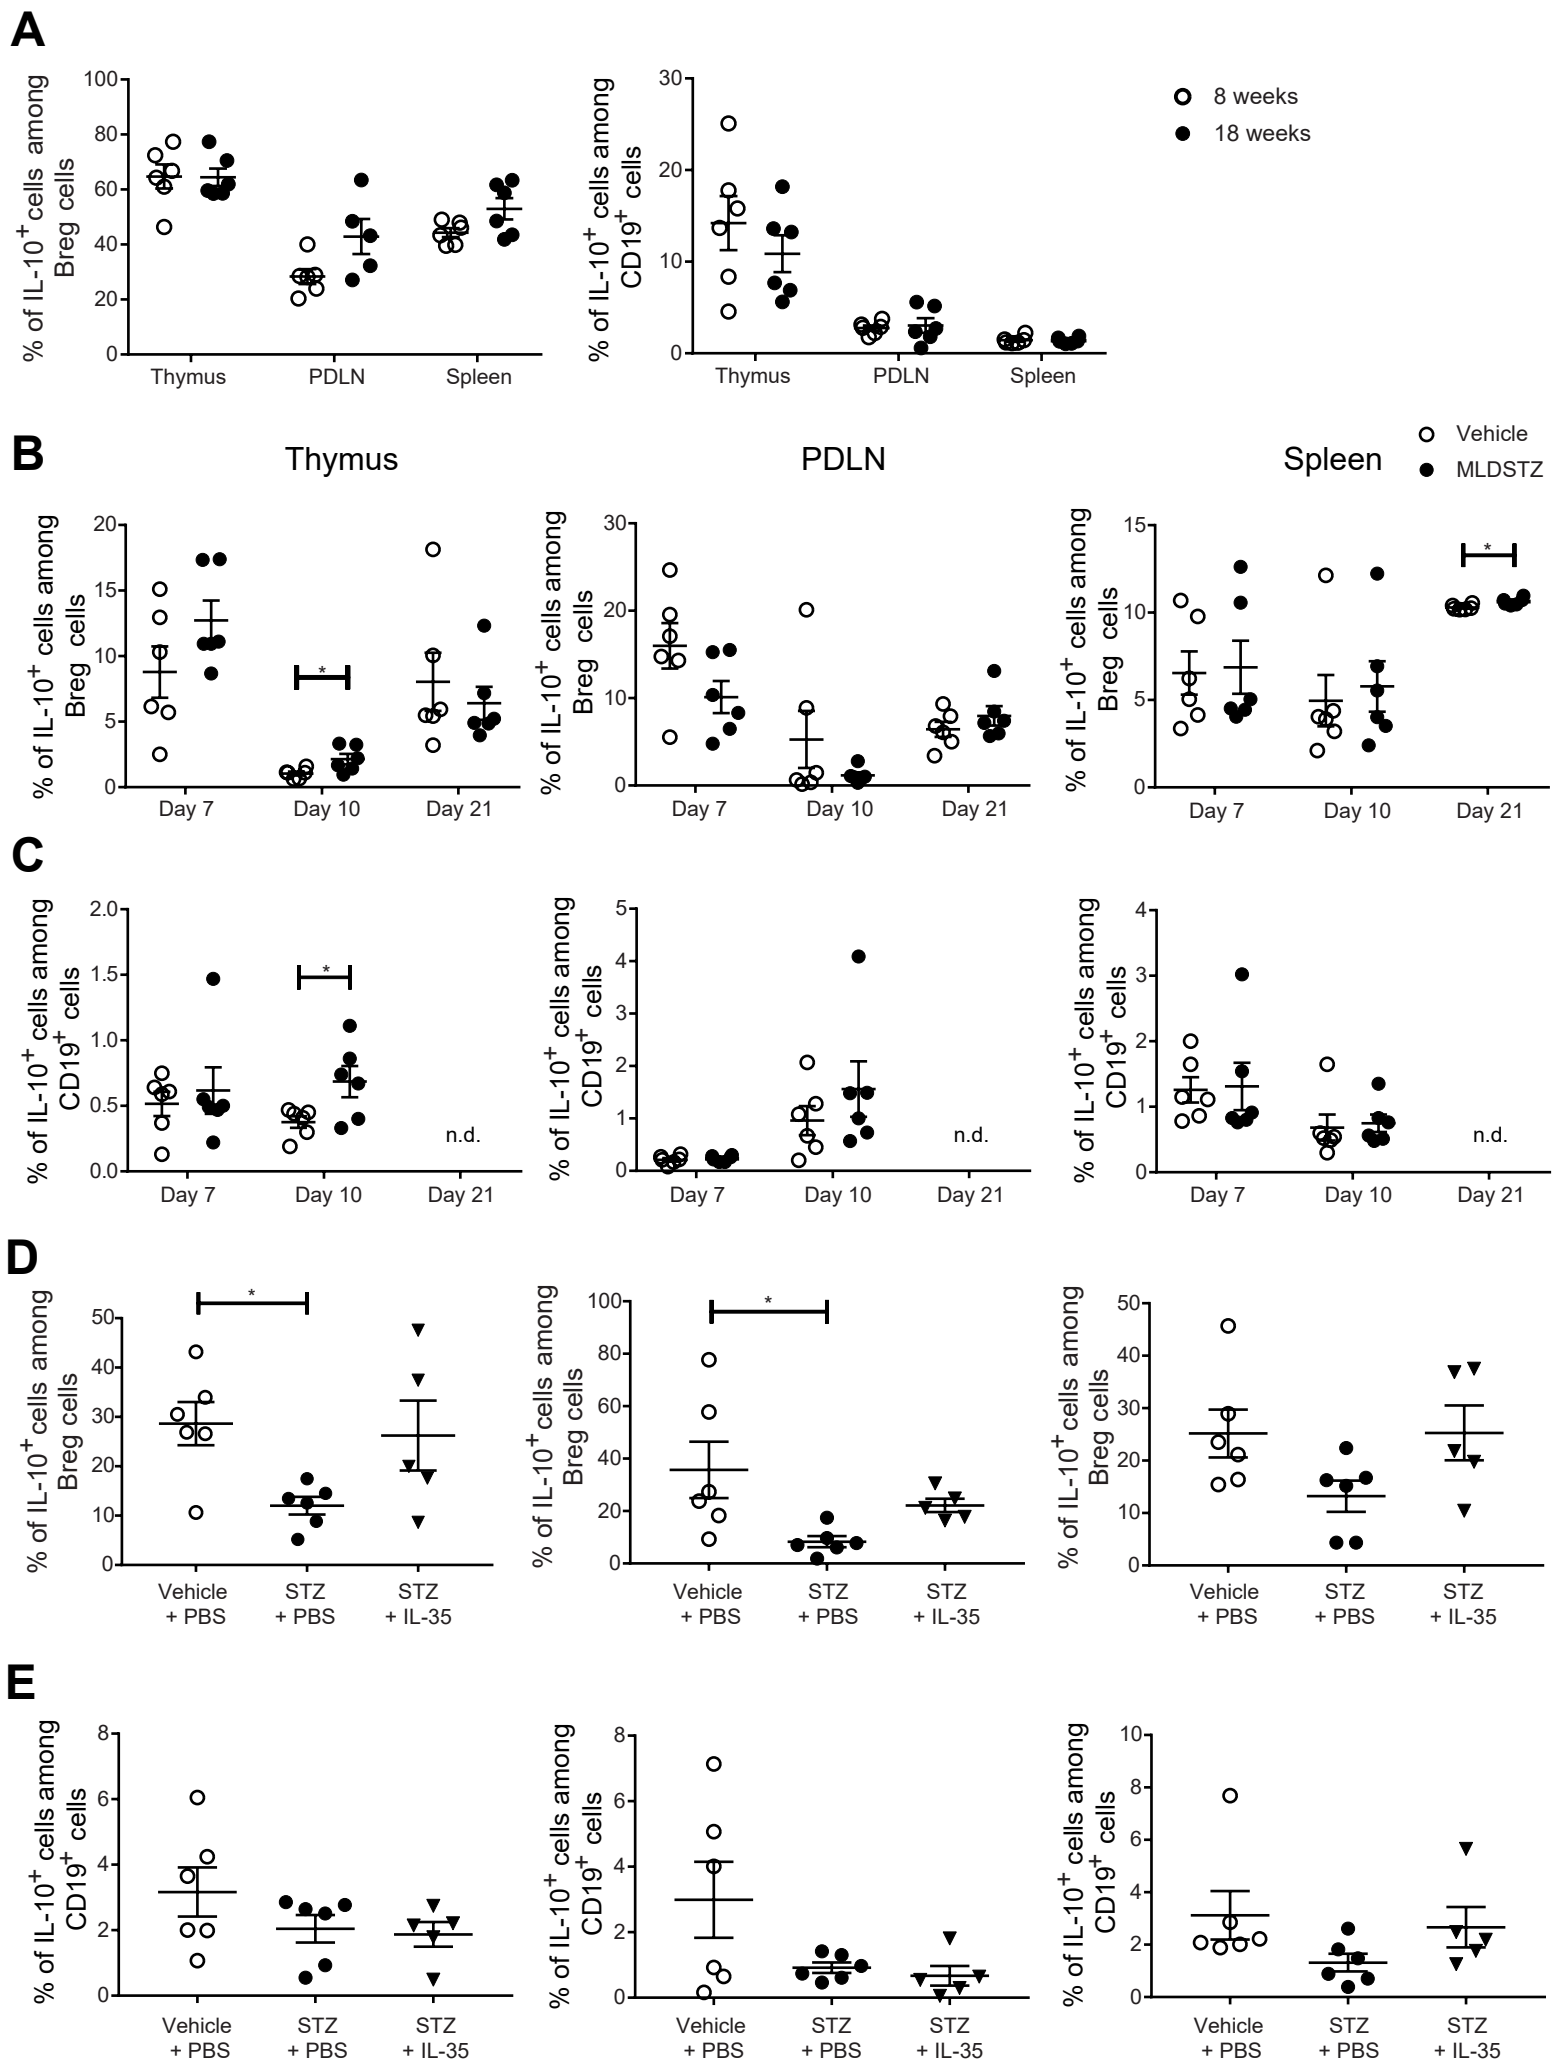 A
% of IL-10+ cells among
Breg cells
100
80
60
40
20
0
Thymus PDLN Spleen
% of IL-10+ cells among
CD19+ cells
30
20
10
0
Thymus PDLN Spleen
8 weeks
18 weeks
B
Thymus PDLN Spleen
Vehicle
MLDSTZ
% of IL-10+ cells among
Breg cells
20
15
10
5
0
Day 7 Day 10 Day 21
*
% of IL-10+ cells among
Breg cells
30
20
10
0
Day 7 Day 10 Day 21
% of IL-10+ cells among
Breg cells
15
10
5
0
Day 7 Day 10 Day 21
*
C
% of IL-10+ cells among
CD19+ cells
2.0
1.5
1.0
0.5
0.0
*
n.d.
Day 7 Day 10 Day 21
% of IL-10+ cells among
CD19+ cells
5
4
3
2
1
0
n.d.
Day 7 Day 10 Day 21
% of IL-10+ cells among
CD19+ cells
4
3
2
1
0
n.d.
Day 7 Day 10 Day 21
D
% of IL-10+ cells among
Breg cells
50
40
30
20
10
0
*
Vehicle STZ STZ
+ PBS + PBS + IL-35
% of IL-10+ cells among
Breg cells
100
80
60
40
20
0
*
Vehicle STZ STZ
+ PBS + PBS + IL-35
% of IL-10+ cells among
Breg cells
50
40
30
20
10
0
Vehicle STZ STZ
+ PBS + PBS + IL-35
E
% of IL-10+ cells among
CD19+ cells
8
6
4
2
0
Vehicle STZ STZ
+ PBS + PBS + IL-35
% of IL-10+ cells among
CD19+ cells
8
6
4
2
0
Vehicle STZ STZ
+ PBS + PBS + IL-35
% of IL-10+ cells among
CD19+ cells
10
8
6
4
2
0
Vehicle STZ STZ
+ PBS + PBS + IL-35